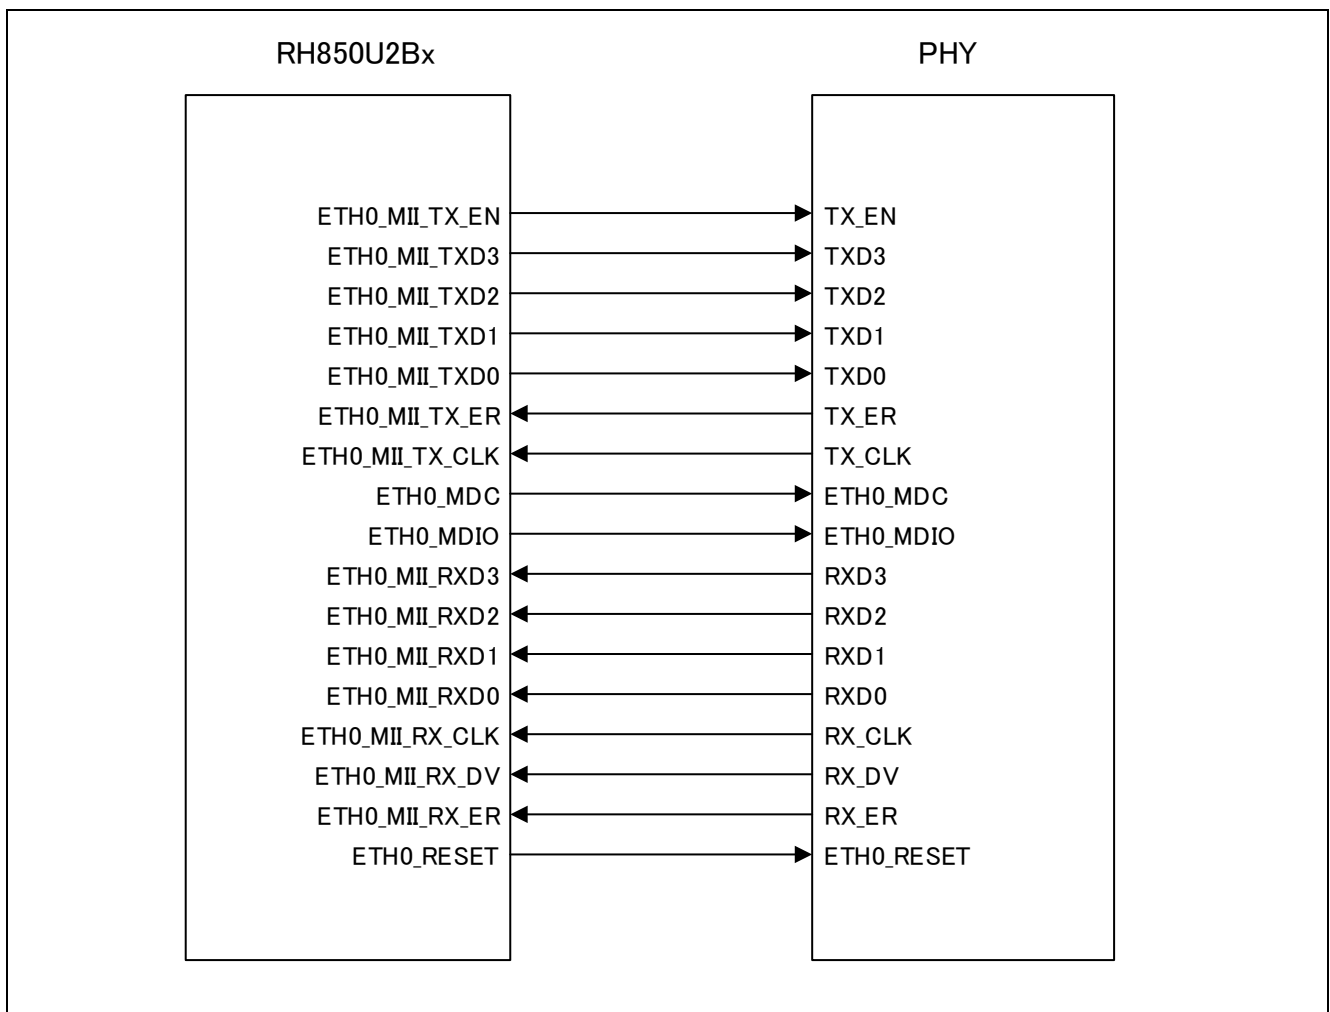 RH850U2Bx PHY
ETH0_MII_TX_EN TX_EN
ETH0_MII_TXD3 TXD3
ETH0_MII_TXD2 TXD2
ETH0_MII_TXD1 TXD1
ETH0_MII_TXD0 TXD0
ETH0_MII_TX_ER TX_ER
ETH0_MII_TX_CLK TX_CLK
ETH0_MDC ETH0_MDC
ETH0_MDIO ETH0_MDIO
ETH0_MII_RXD3 RXD3
ETH0_MII_RXD2 RXD2
ETH0_MII_RXD1 RXD1
ETH0_MII_RXD0 RXD0
ETH0_MII_RX_CLK RX_CLK
ETH0_MII_RX_DV RX_DV
ETH0_MII_RX_ER RX_ER
ETH0_RESET ETH0_RESET